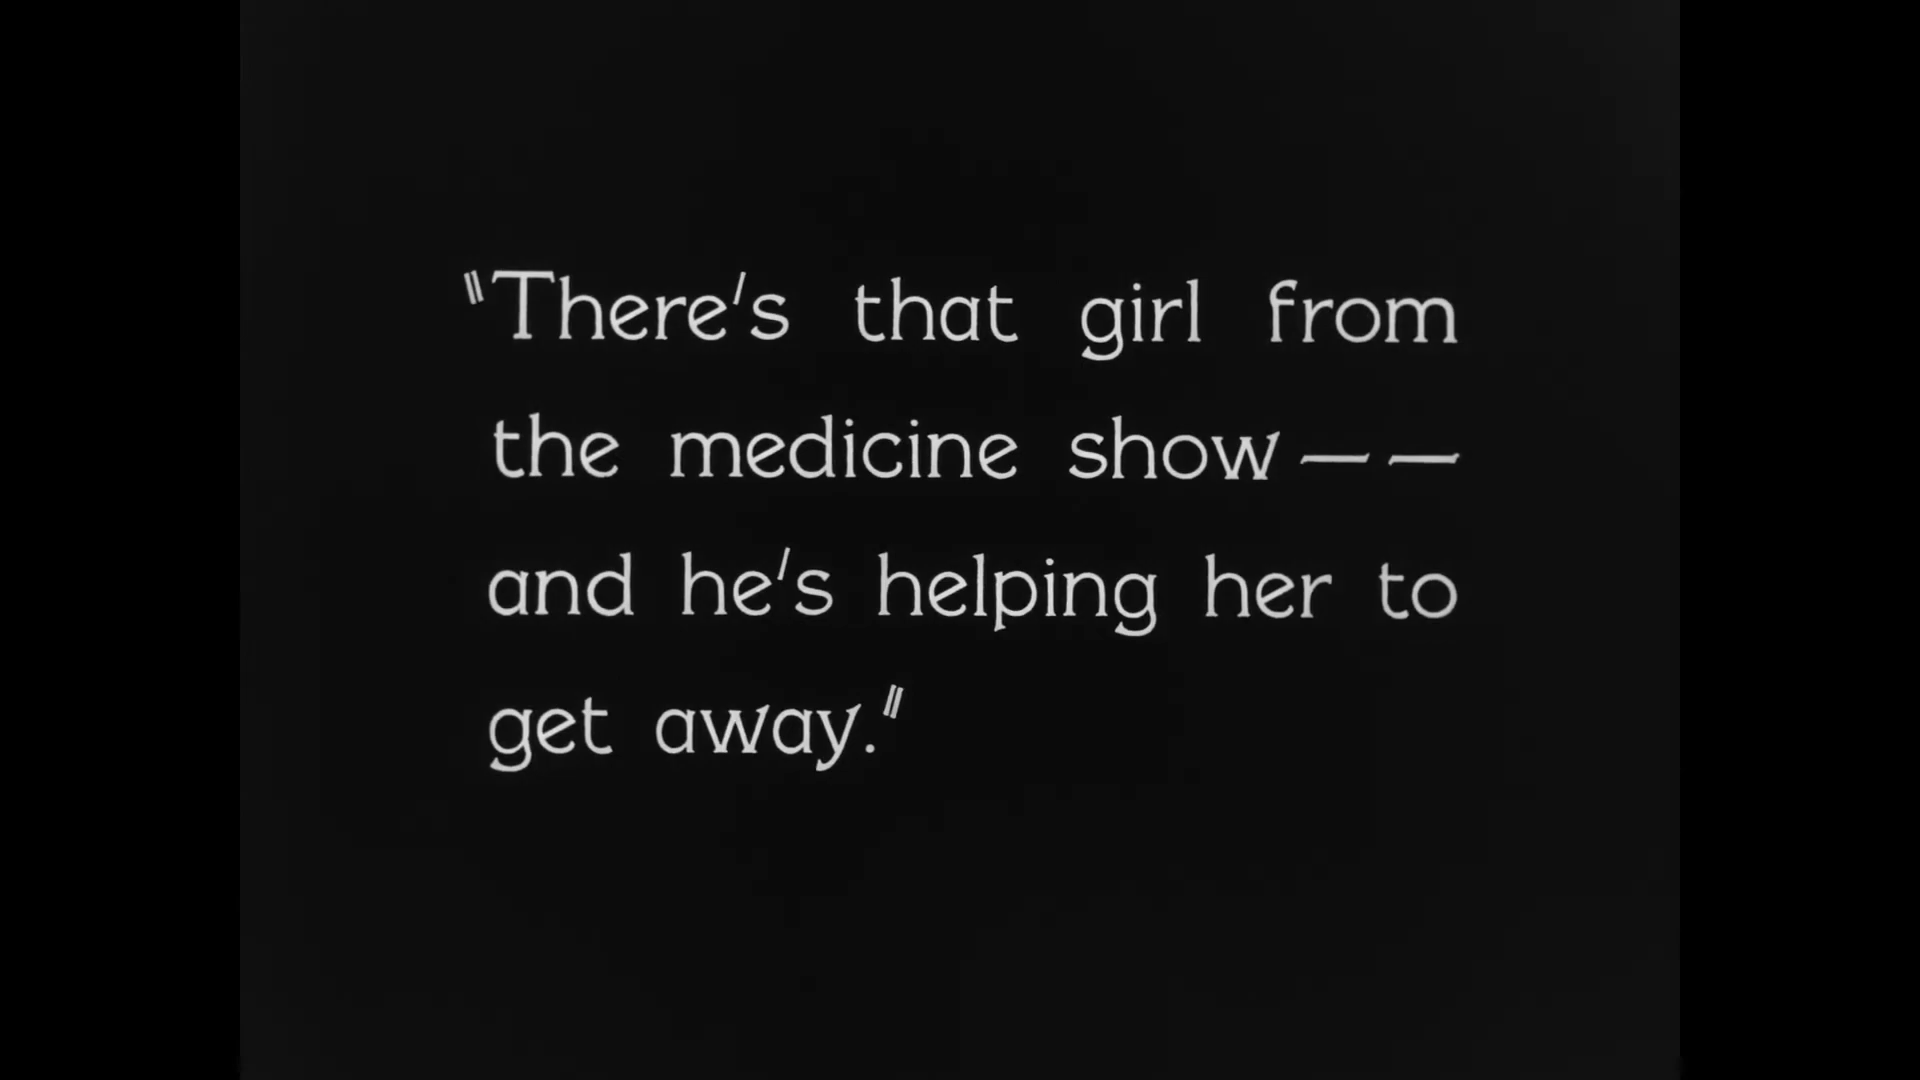 "There's that girl from
the medicine show — —
and he's helping her to
get away."